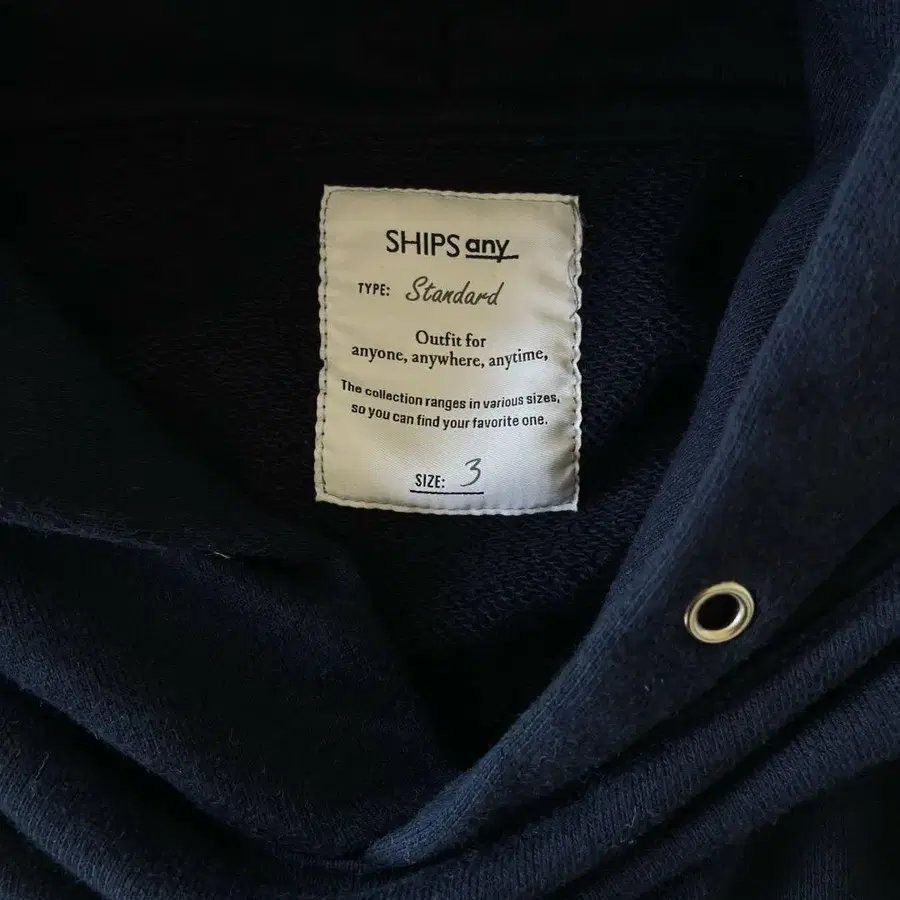 SHIPS any
TYPE: Standard
Outfit for
anyone, anywhere, anytime,
The collection ranges in various sizes,
so you can find your favorite one.
SIZE: 3